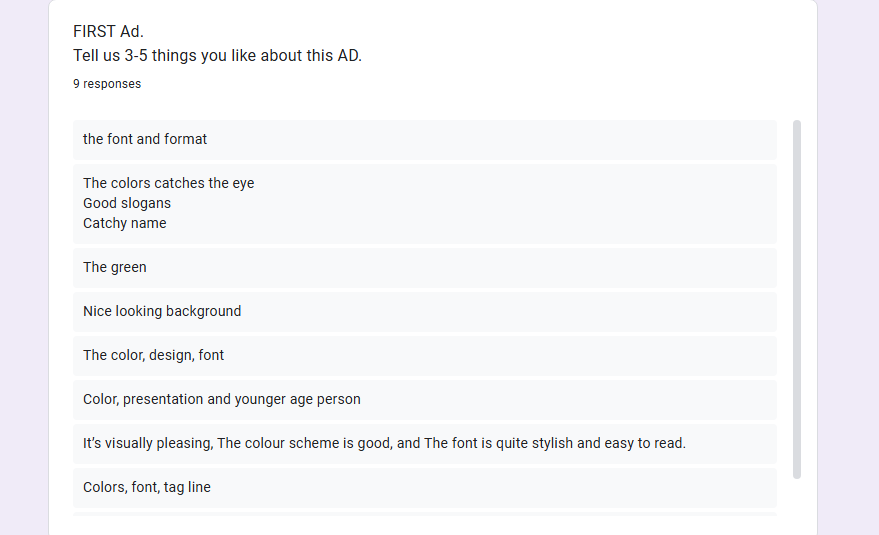 FIRST Ad.
Tell us 3-5 things you like about this AD.
9 responses
the font and format
The colors catches the eye
Good slogans
Catchy name
The green
Nice looking background
The color, design, font
Color, presentation and younger age person
It’s visually pleasing, The colour scheme is good, and The font is quite stylish and easy to read.
Colors, font, tag line